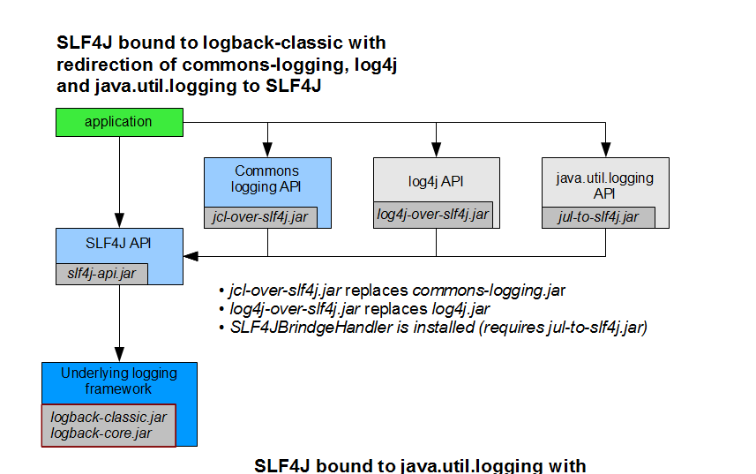 SLF4J bound to logback-classic with
redirection of commons-logging, log4j
and java.util.logging to SLF4J
application
Commons
logging API
jcl-over-slf4j.jar
log4j API
log4j-over-slf4j.jar
java.util.logging
API
jul-to-slf4j.jar
SLF4J API
slf4j-api.jar
• jcl-over-slf4j.jar replaces commons-logging.jar
• log4j-over-slf4j.jar replaces log4j.jar
• SLF4JBrindgeHandler is installed (requires jul-to-slf4j.jar)
Underlying logging
framework
logback-classic.jar
logback-core.jar
SLF4J bound to java.util.logging with